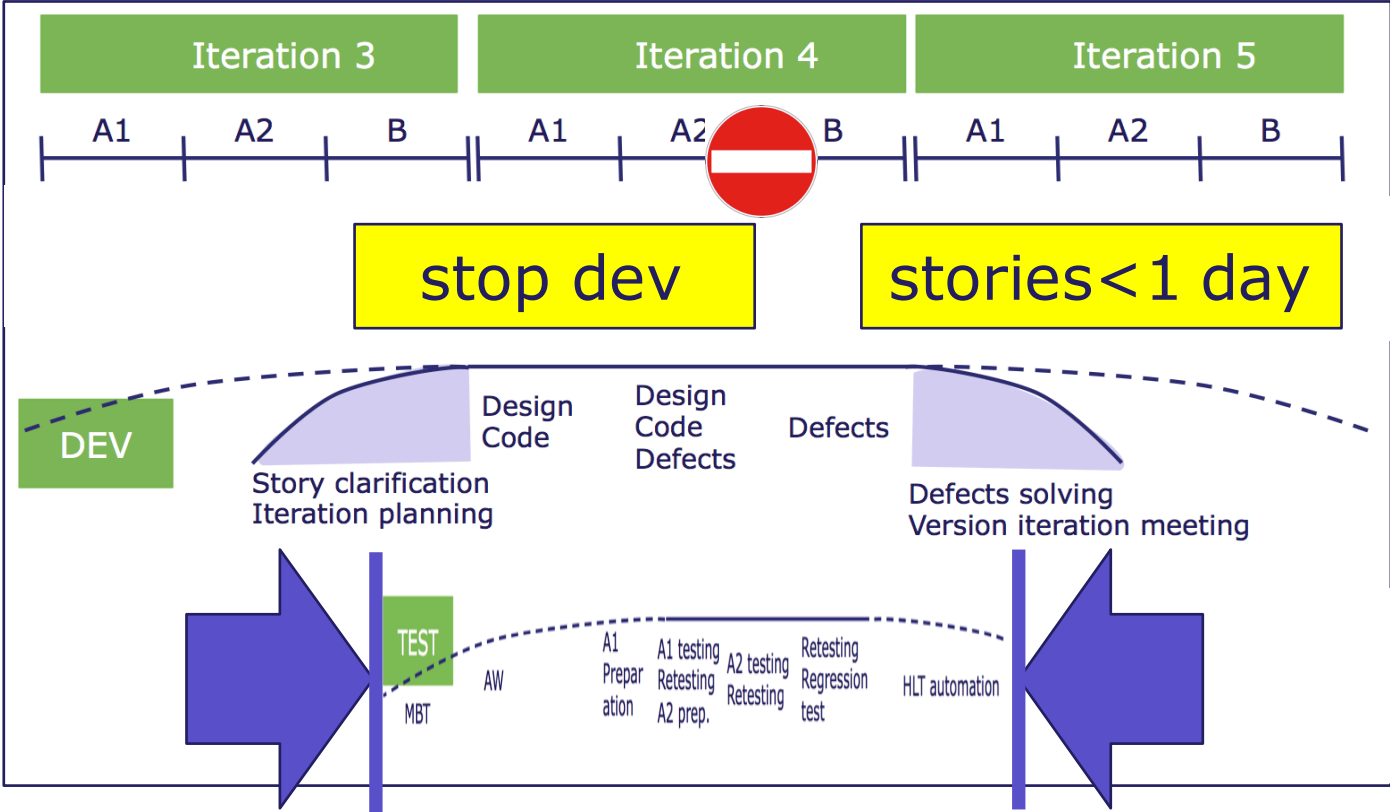 Iteration 3
Iteration 4
Iteration 5
A1
A2
B
A1
A2
B
A1
A2
B
stop dev
stories<1 day
DEV
Design
Code
Design
Code
Defects
Defects
Story clarification
Iteration planning
Defects solving
Version iteration meeting
TEST
MBT
AW
A1
Prepar
ation
A1 testing
Retesting
A2 prep.
A2 testing
Retesting
Retesting
Regression
test
HLT automation